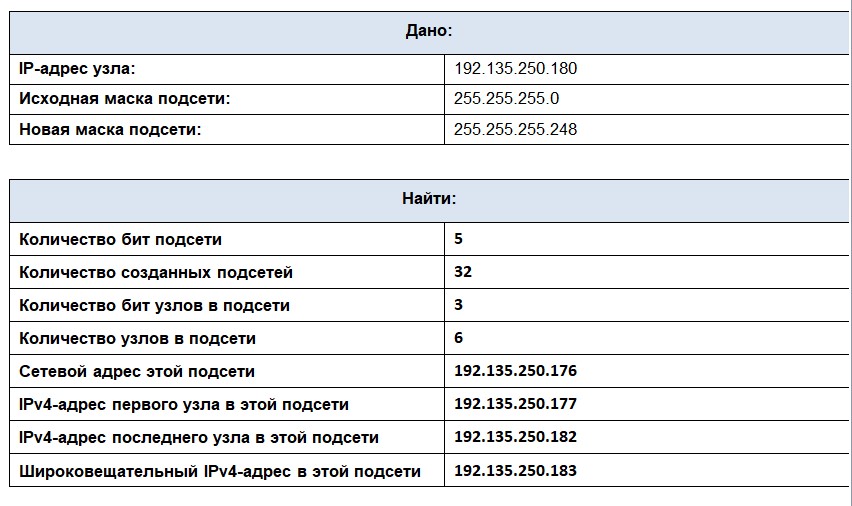 Дано:
IP-адрес узла: 192.135.250.180
Исходная маска подсети: 255.255.255.0
Новая маска подсети: 255.255.255.248
Найти:
Количество бит подсети 5
Количество созданных подсетей 32
Количество бит узлов в подсети 3
Количество узлов в подсети 6
Сетевой адрес этой подсети 192.135.250.176
IPv4-адрес первого узла в этой подсети 192.135.250.177
IPv4-адрес последнего узла в этой подсети 192.135.250.182
Широковещательный IPv4-адрес в этой подсети 192.135.250.183